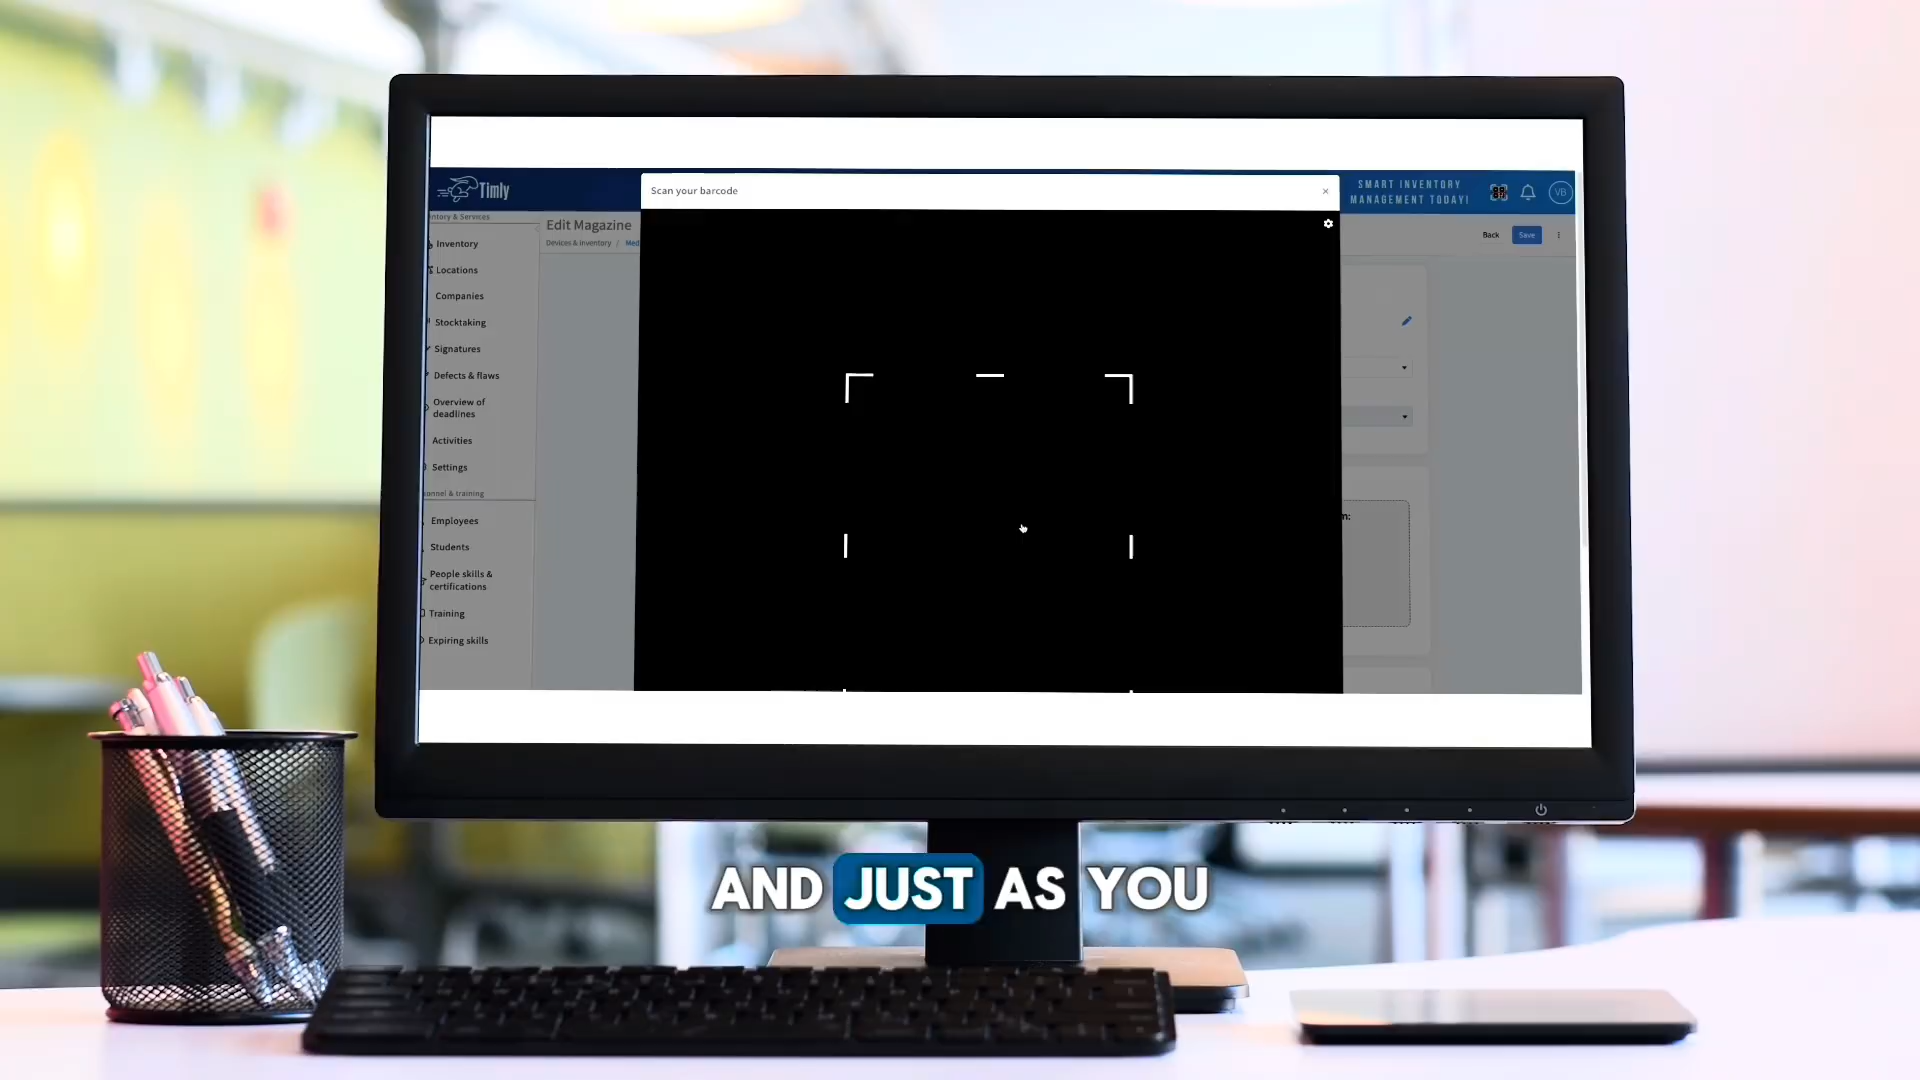 Timly
Scan your barcode
SMART INVENTORY
MANAGEMENT TODAY!
VB
Edit Magazine
Devices & Inventory /
Back
Save
Inventory
Locations
Companies
Stocktaking
Signatures
Defects & flaws
Overview of
deadlines
Activities
Settings
Employees
Students
People skills &
certifications
Training
Expiring skills
AND JUST AS YOU